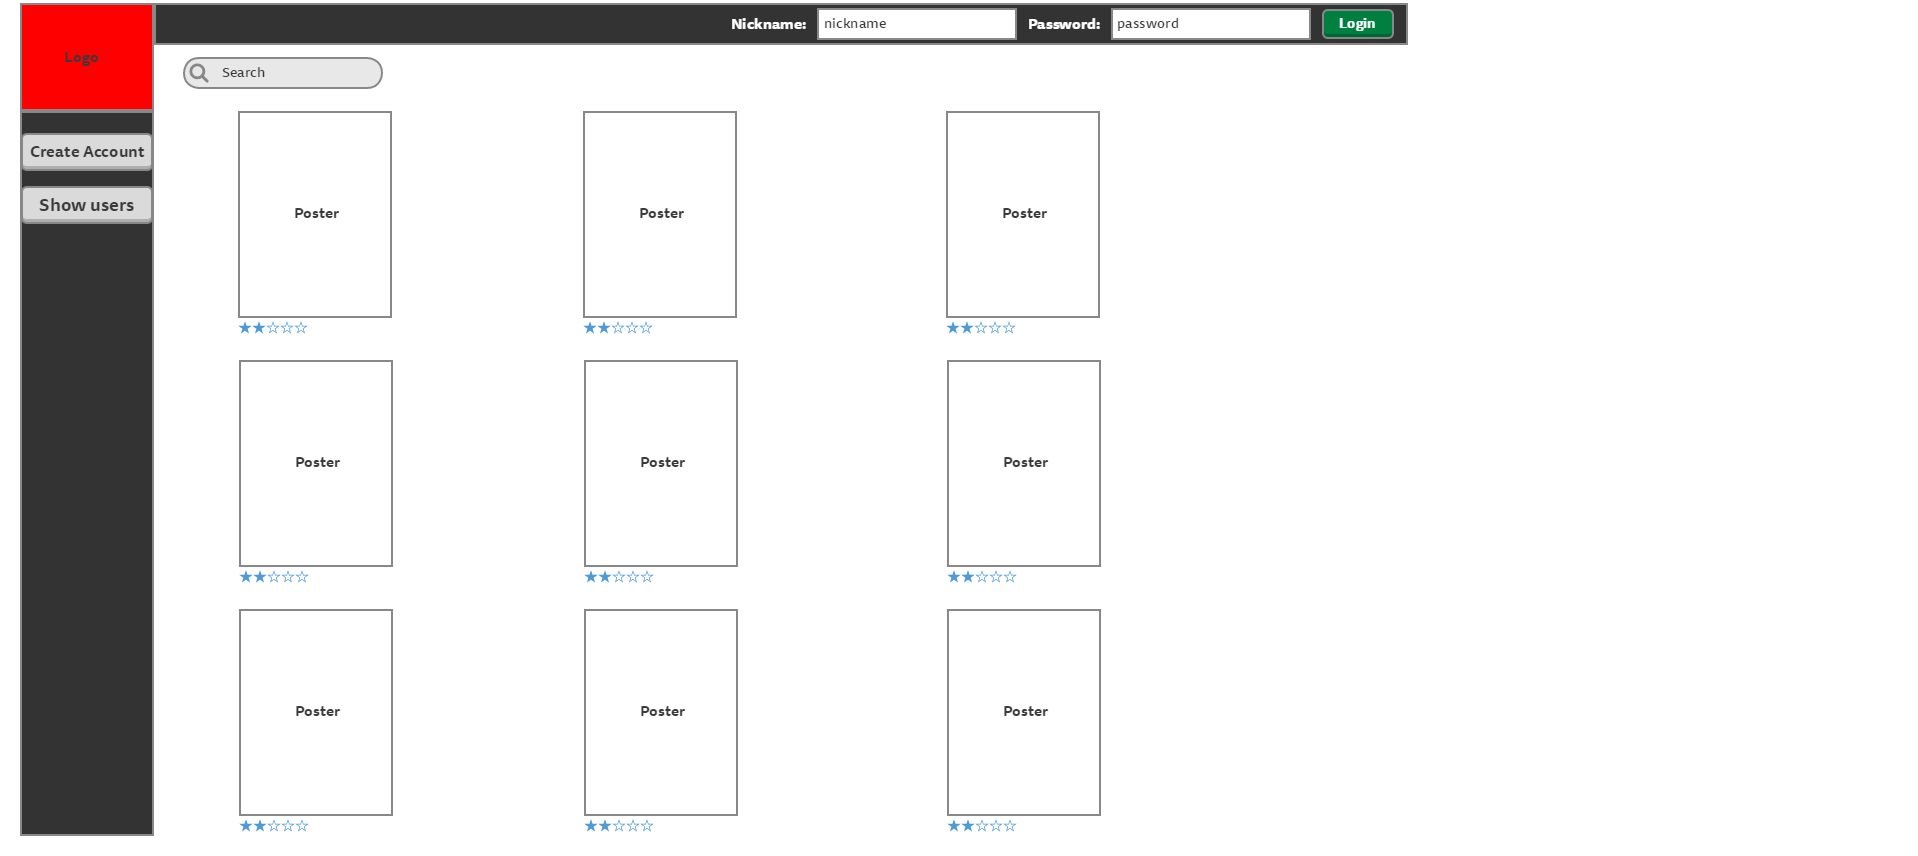 Logo
Nickname: nickname Password: password Login
Search
Create Account
Show users
Poster Poster Poster
★★☆☆☆ ★★☆☆☆ ★★☆☆☆
Poster Poster Poster
★★☆☆☆ ★★☆☆☆ ★★☆☆☆
Poster Poster Poster
★★☆☆☆ ★★☆☆☆ ★★☆☆☆